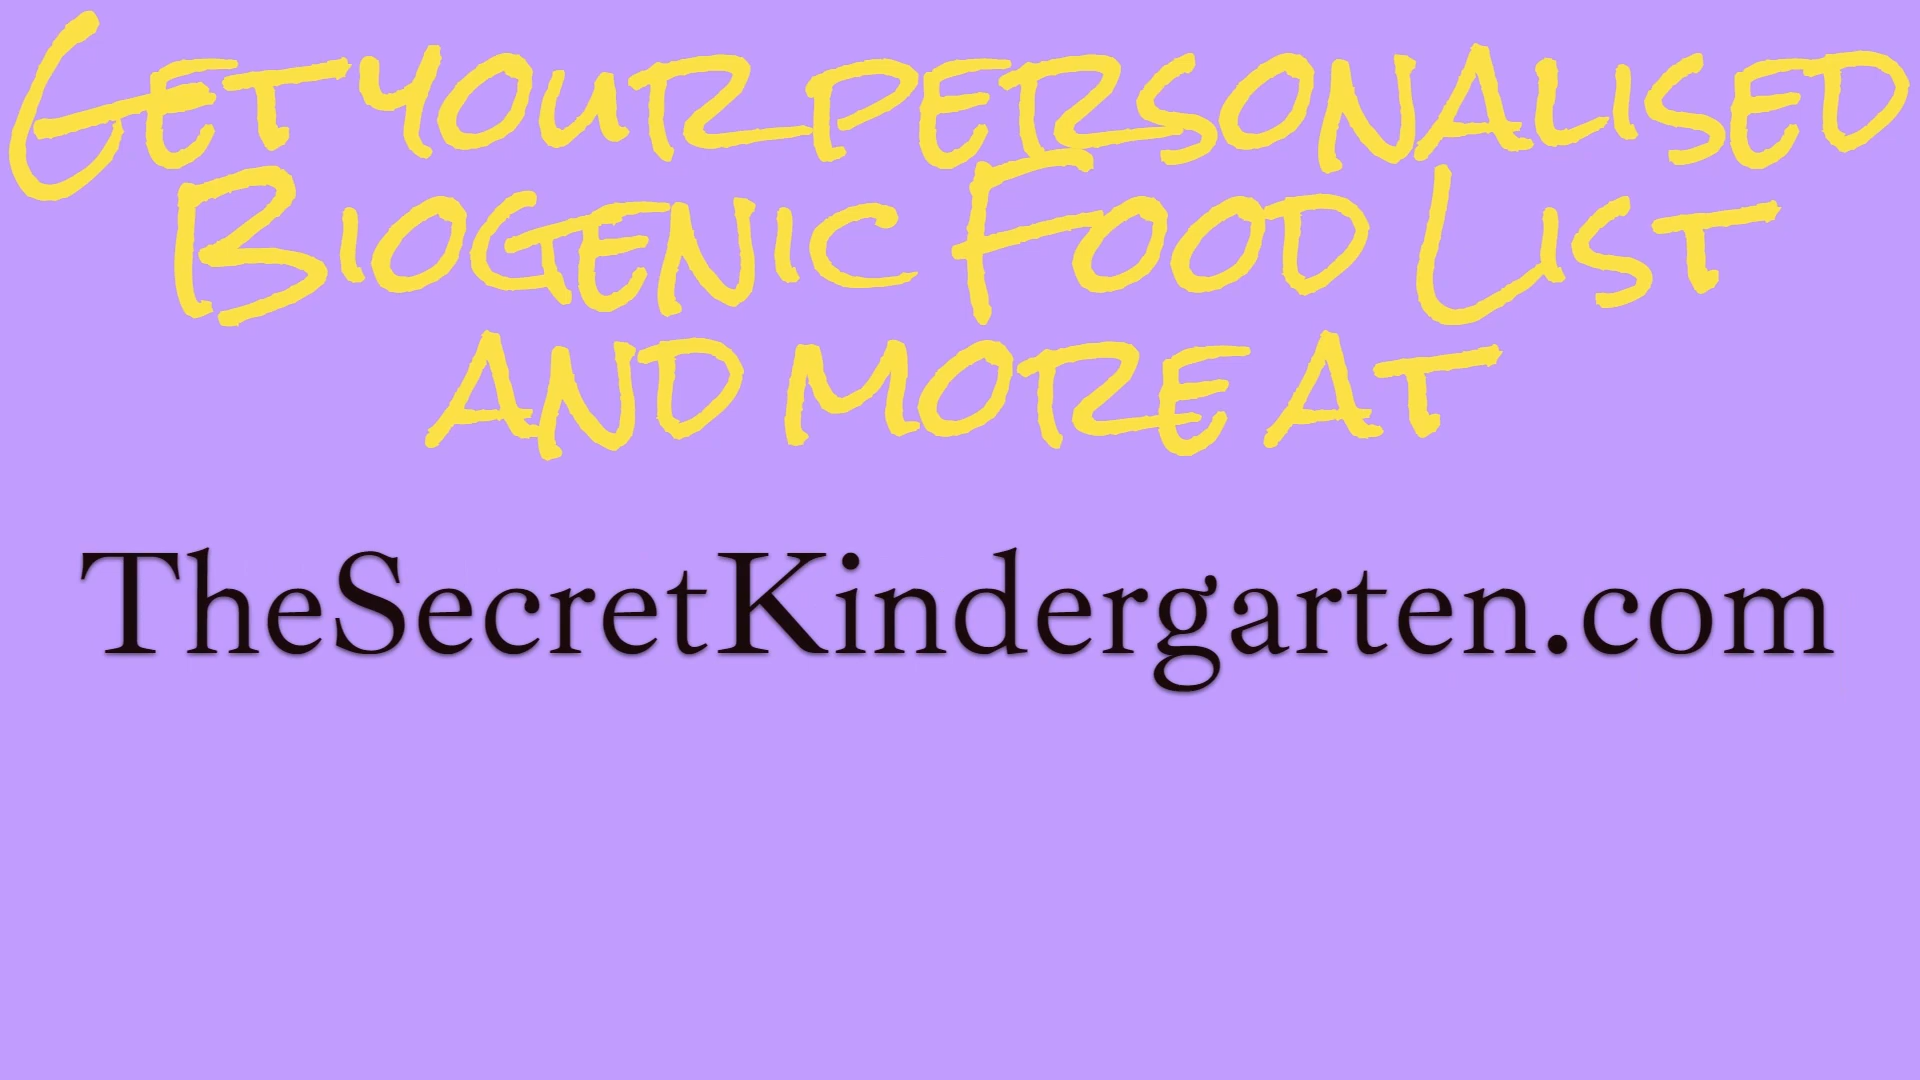 Get your personalised
Biogenic Food List
and more at
TheSecretKindergarten.com